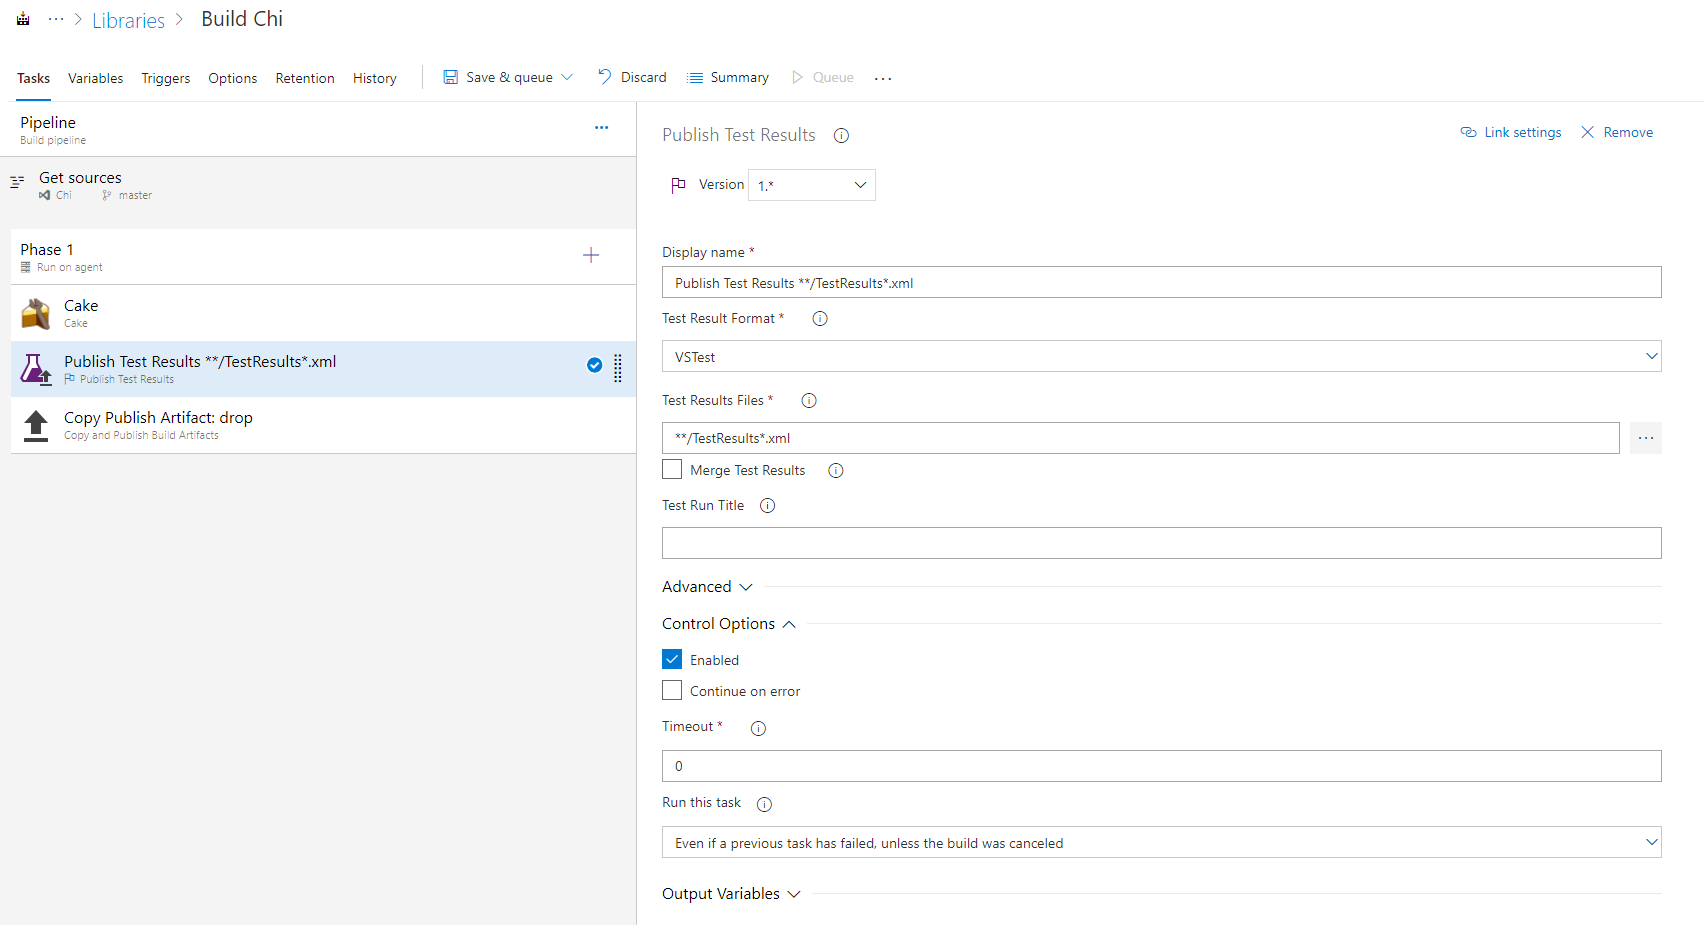 ··· > Libraries > Build Chi
Tasks Variables Triggers Options Retention History Save & queue Discard Summary Queue ···
Pipeline ···
Build pipeline
Get sources
Chi master
Phase 1
Run on agent
Cake
Cake
Publish Test Results **/TestResults*.xml
Publish Test Results
Copy Publish Artifact: drop
Copy and Publish Build Artifacts
Publish Test Results
Link settings Remove
Version 1.*
Display name *
Publish Test Results **/TestResults*.xml
Test Result Format *
VSTest
Test Results Files *
**/TestResults*.xml ···
Merge Test Results
Test Run Title
Advanced
Control Options
Enabled
Continue on error
Timeout *
0
Run this task
Even if a previous task has failed, unless the build was canceled
Output Variables